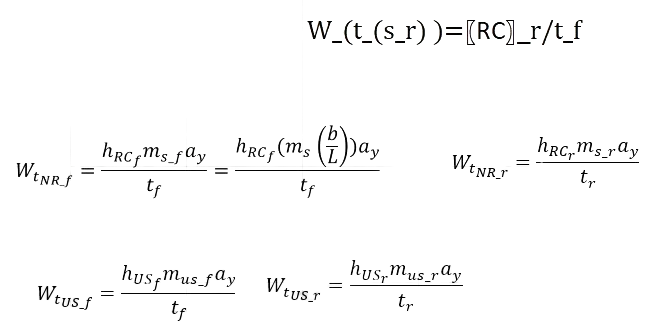 W_(t_(s_r) )=〖RC〗_r/t_f
W_{t_{NR\_f}} = \frac{h_{RC_f} m_{s\_f} a_y}{t_f} = \frac{h_{RC_f} (m_s (\frac{b}{L})) a_y}{t_f} W_{t_{NR\_r}} = \frac{h_{RC_r} m_{s\_r} a_y}{t_r}
W_{t_{US\_f}} = \frac{h_{US_f} m_{us\_f} a_y}{t_f} W_{t_{US\_r}} = \frac{h_{US_r} m_{us\_r} a_y}{t_r}